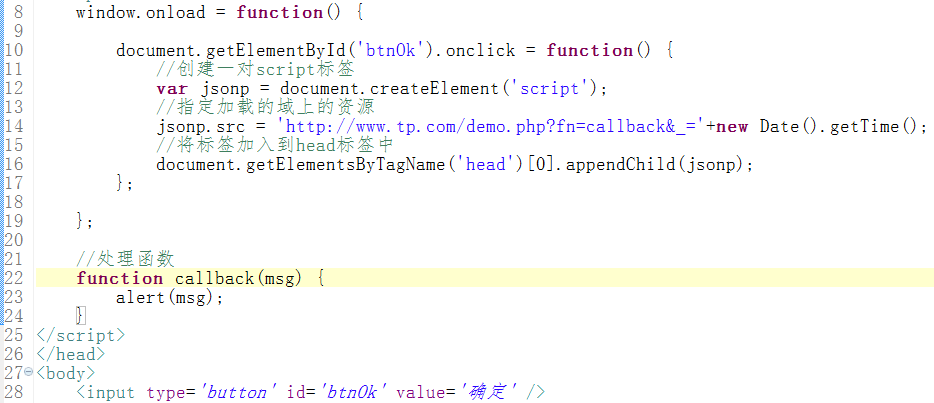 8 window.onload = function() {
9
10 document.getElementById('btnOk').onclick = function() {
11 //创建一对script标签
12 var jsonp = document.createElement('script');
13 //指定加载的域上的资源
14 jsonp.src = 'http://www.tp.com/demo.php?fn=callback&_='+new Date().getTime();
15 //将标签加入到head标签中
16 document.getElementsByTagName('head')[0].appendChild(jsonp);
17 };
18
19 };
20
21 //处理函数
22 function callback(msg) {
23 alert(msg);
24 }
25 </script>
26 </head>
27 <body>
28 <input type='button' id='btnOk' value='确定' />